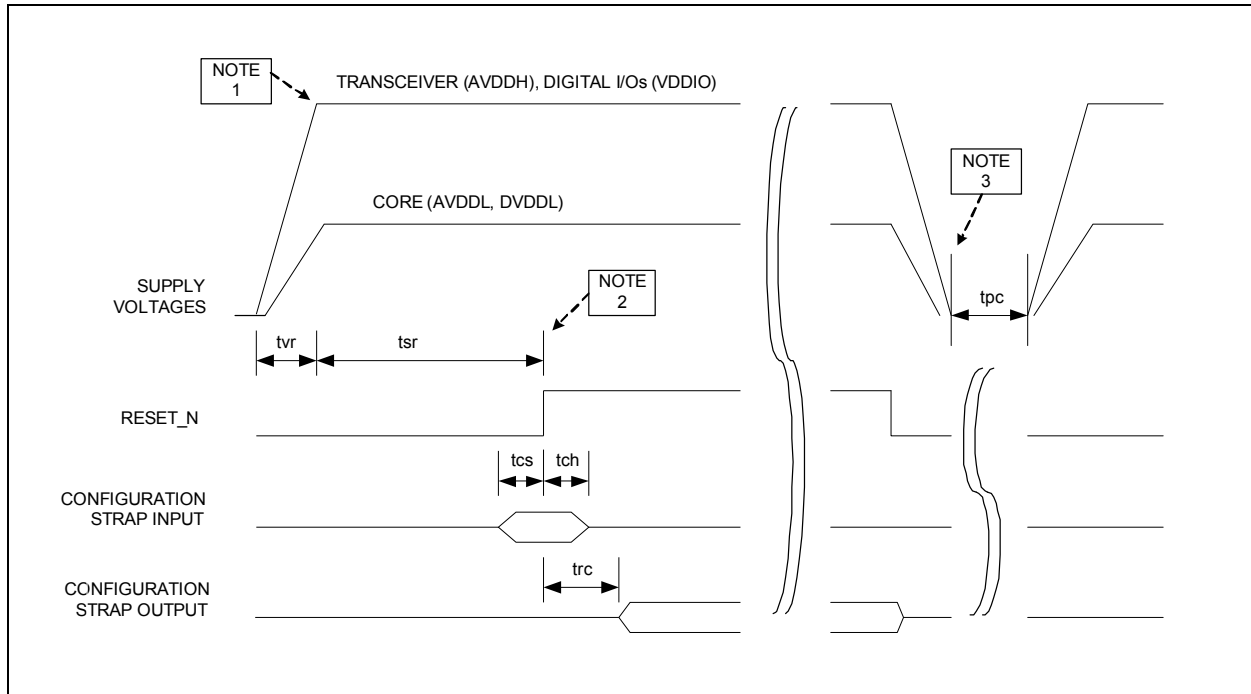 NOTE
1
TRANSCEIVER (AVDDH), DIGITAL I/Os (VDDIO)
NOTE
3
CORE (AVDDL, DVDDL)
SUPPLY
VOLTAGES
NOTE
2
tpc
tvr
tsr
RESET_N
tcs
tch
CONFIGURATION
STRAP INPUT
trc
CONFIGURATION
STRAP OUTPUT